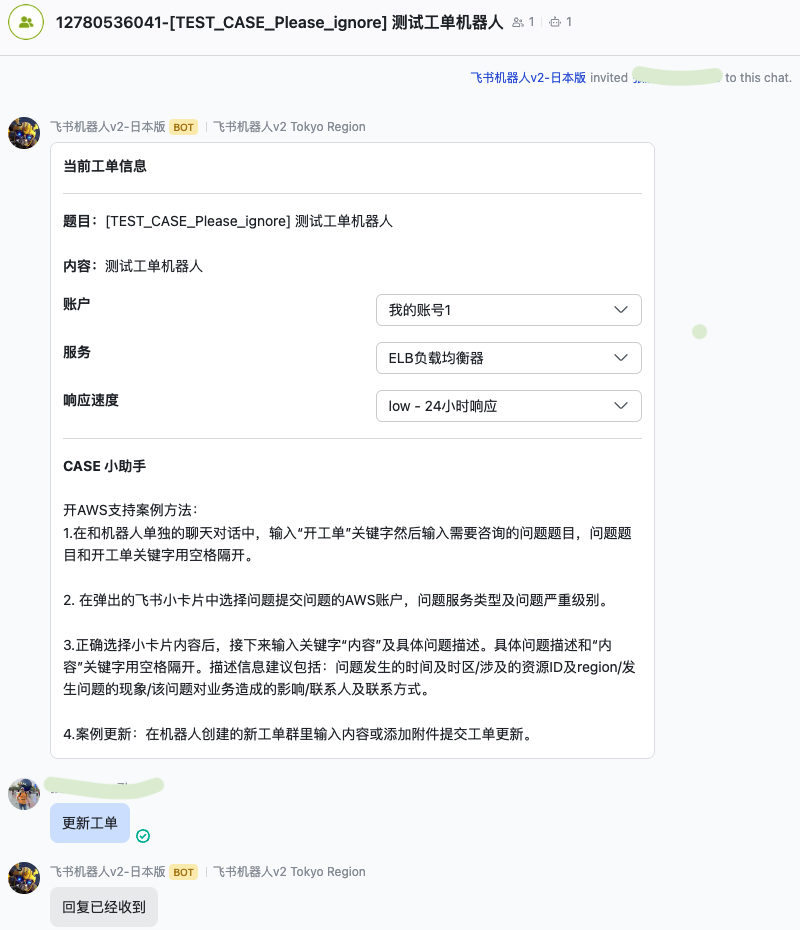 12780536041-[TEST_CASE_Please_ignore] 测试工单机器人 1 1
飞书机器人v2-日本版 invited to this chat.
飞书机器人v2-日本版 BOT 飞书机器人v2 Tokyo Region
当前工单信息
题目：[TEST_CASE_Please_ignore] 测试工单机器人
内容：测试工单机器人
账户 我的账号1
服务 ELB负载均衡器
响应速度 low - 24小时响应
CASE 小助手
开AWS支持案例方法：
1.在和机器人单独的聊天对话中，输入“开工单”关键字然后输入需要咨询的问题题目，问题题
目和开工单关键字用空格隔开。
2. 在弹出的飞书小卡片中选择问题提交问题的AWS账户，问题服务类型及问题严重级别。
3.正确选择小卡片内容后，接下来输入关键字“内容”及具体问题描述。具体问题描述和“内
容”关键字用空格隔开。描述信息建议包括：问题发生的时间及时区/涉及的资源ID及region/发
生问题的现象/该问题对业务造成的影响/联系人及联系方式。
4.案例更新：在机器人创建的新工单群里输入内容或添加附件提交工单更新。
更新工单
飞书机器人v2-日本版 BOT 飞书机器人v2 Tokyo Region
回复已经收到